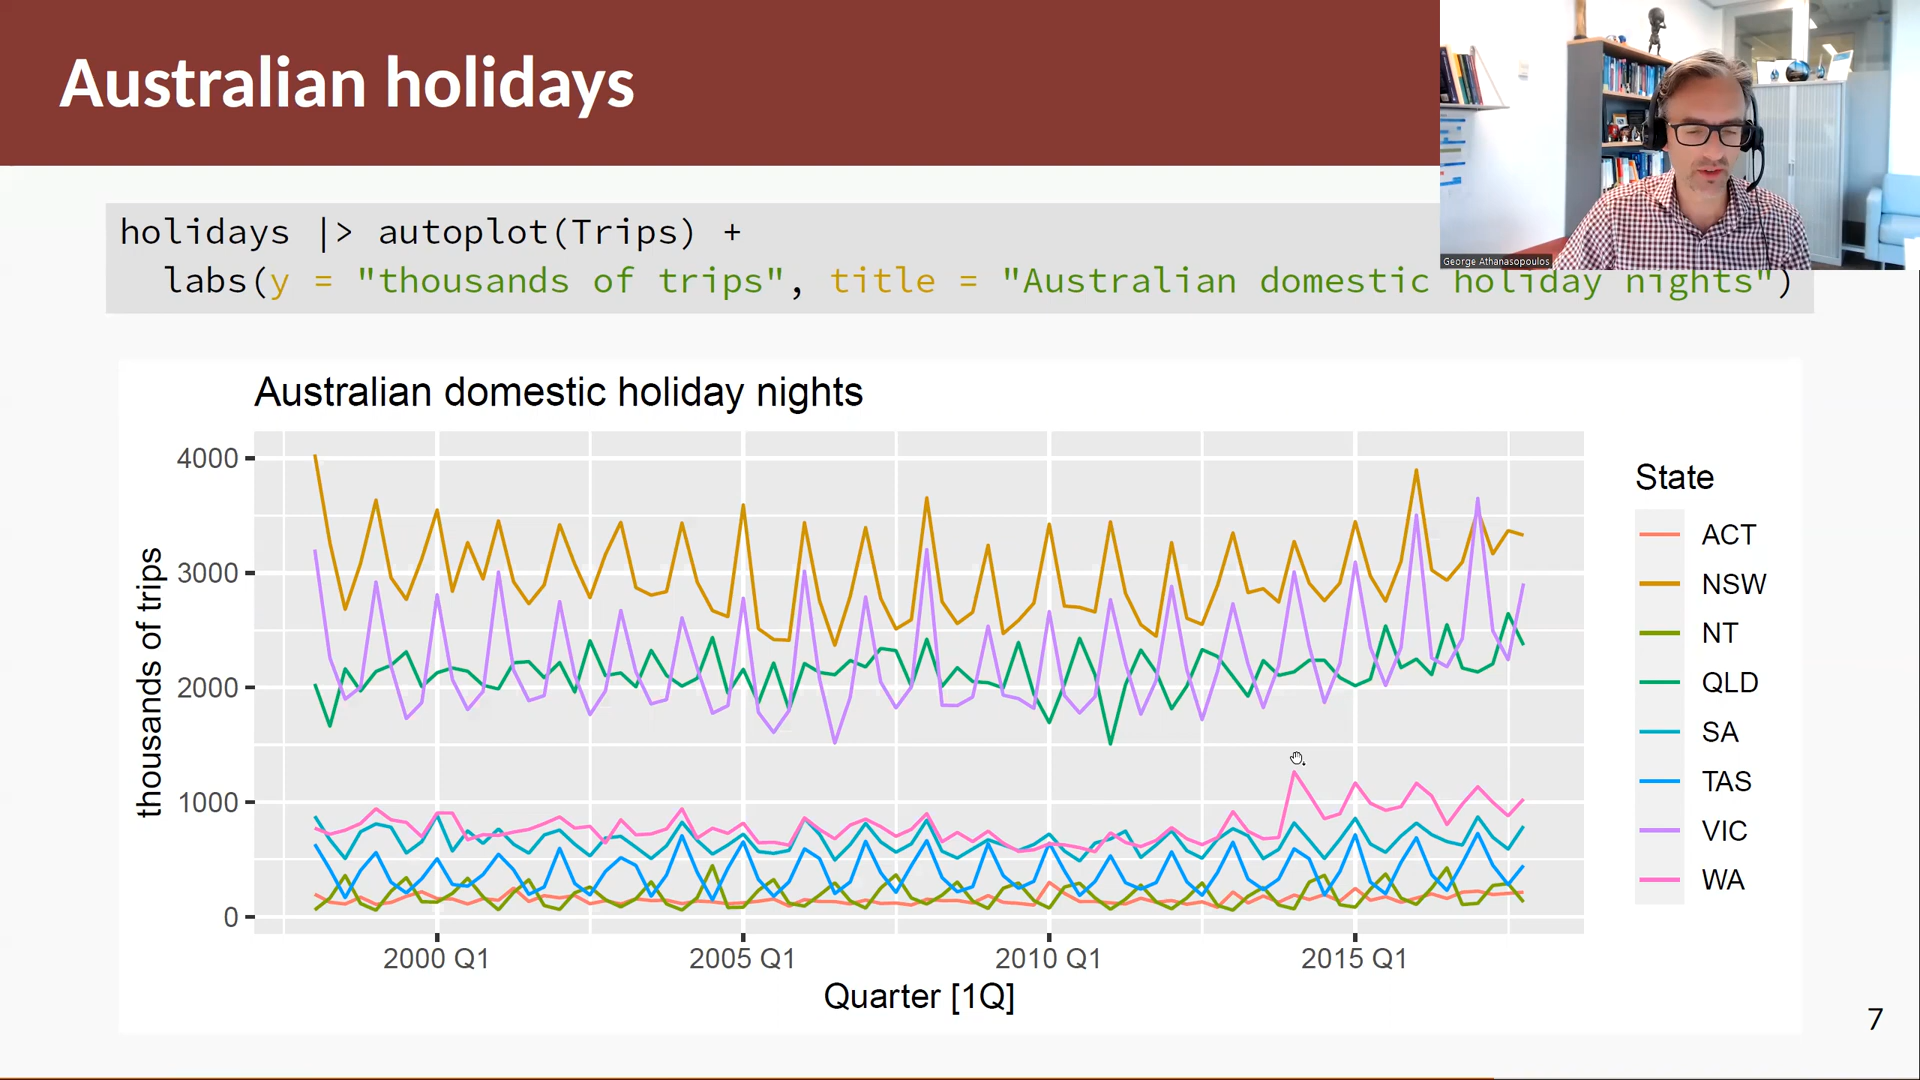 Australian holidays
George Athanasopoulos
holidays |> autoplot(Trips) +
labs(y = "thousands of trips", title = "Australian domestic holiday nights")
Australian domestic holiday nights
thousands of trips
4000
3000
2000
1000
0
2000 Q1 2005 Q1 2010 Q1 2015 Q1
Quarter [1Q]
State
ACT
NSW
NT
QLD
SA
TAS
VIC
WA
7